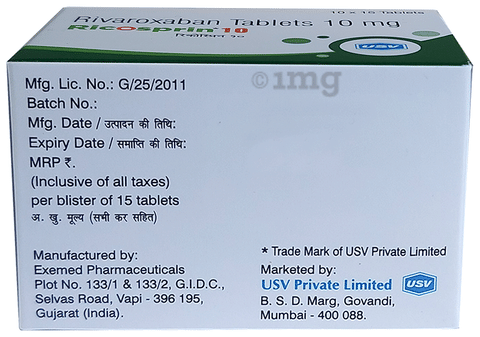 Rivaroxaban Tablets 10 mg
10 x 15 Tablets
Ricosprin* 10
रिकोस्प्रिन १०
USV
1mg
Mfg. Lic. No.: G/25/2011
Batch No.:
Mfg. Date / उत्पादन की तिथि:
Expiry Date / समाप्ति की तिथि:
MRP ₹.
(Inclusive of all taxes)
per blister of 15 tablets
अ. खु. मूल्य (सभी कर सहित)
Manufactured by:
Exemed Pharmaceuticals
Plot No. 133/1 & 133/2, G.I.D.C.,
Selvas Road, Vapi - 396 195,
Gujarat (India).
* Trade Mark of USV Private Limited
Marketed by:
USV Private Limited USV
B. S. D. Marg, Govandi,
Mumbai - 400 088.